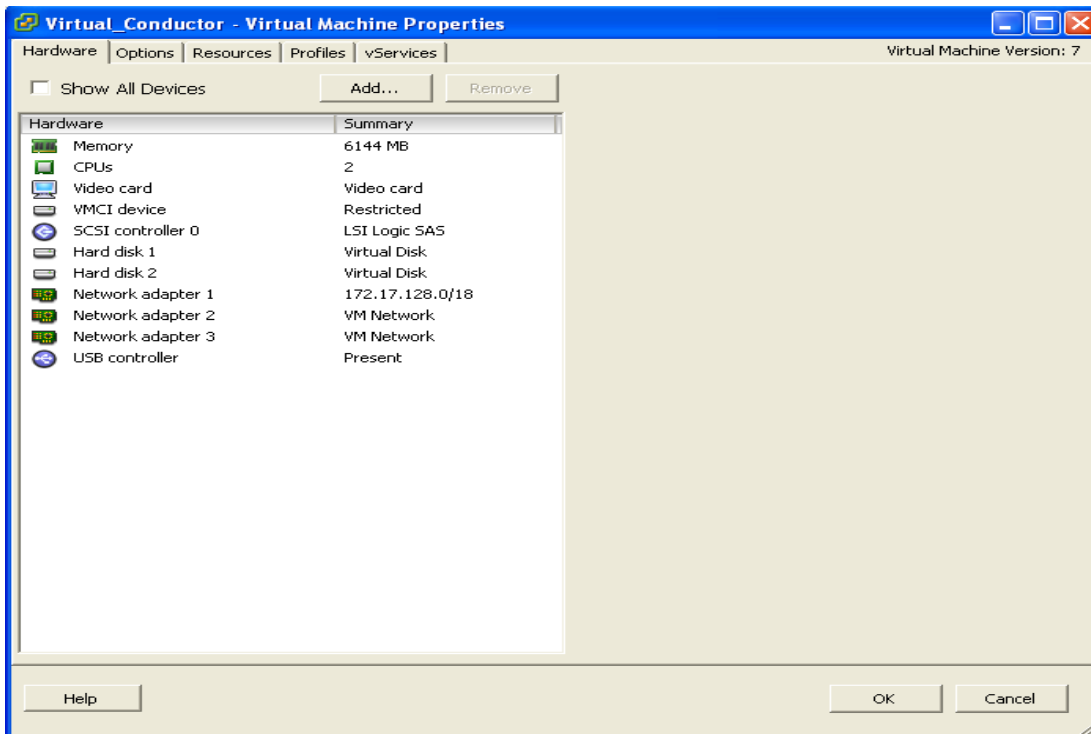 Virtual_Conductor - Virtual Machine Properties
Hardware Options Resources Profiles vServices Virtual Machine Version: 7
Show All Devices Add... Remove
Hardware Summary
Memory 6144 MB
CPUs 2
Video card Video card
VMCI device Restricted
SCSI controller 0 LSI Logic SAS
Hard disk 1 Virtual Disk
Hard disk 2 Virtual Disk
Network adapter 1 172.17.128.0/18
Network adapter 2 VM Network
Network adapter 3 VM Network
USB controller Present
Help OK Cancel